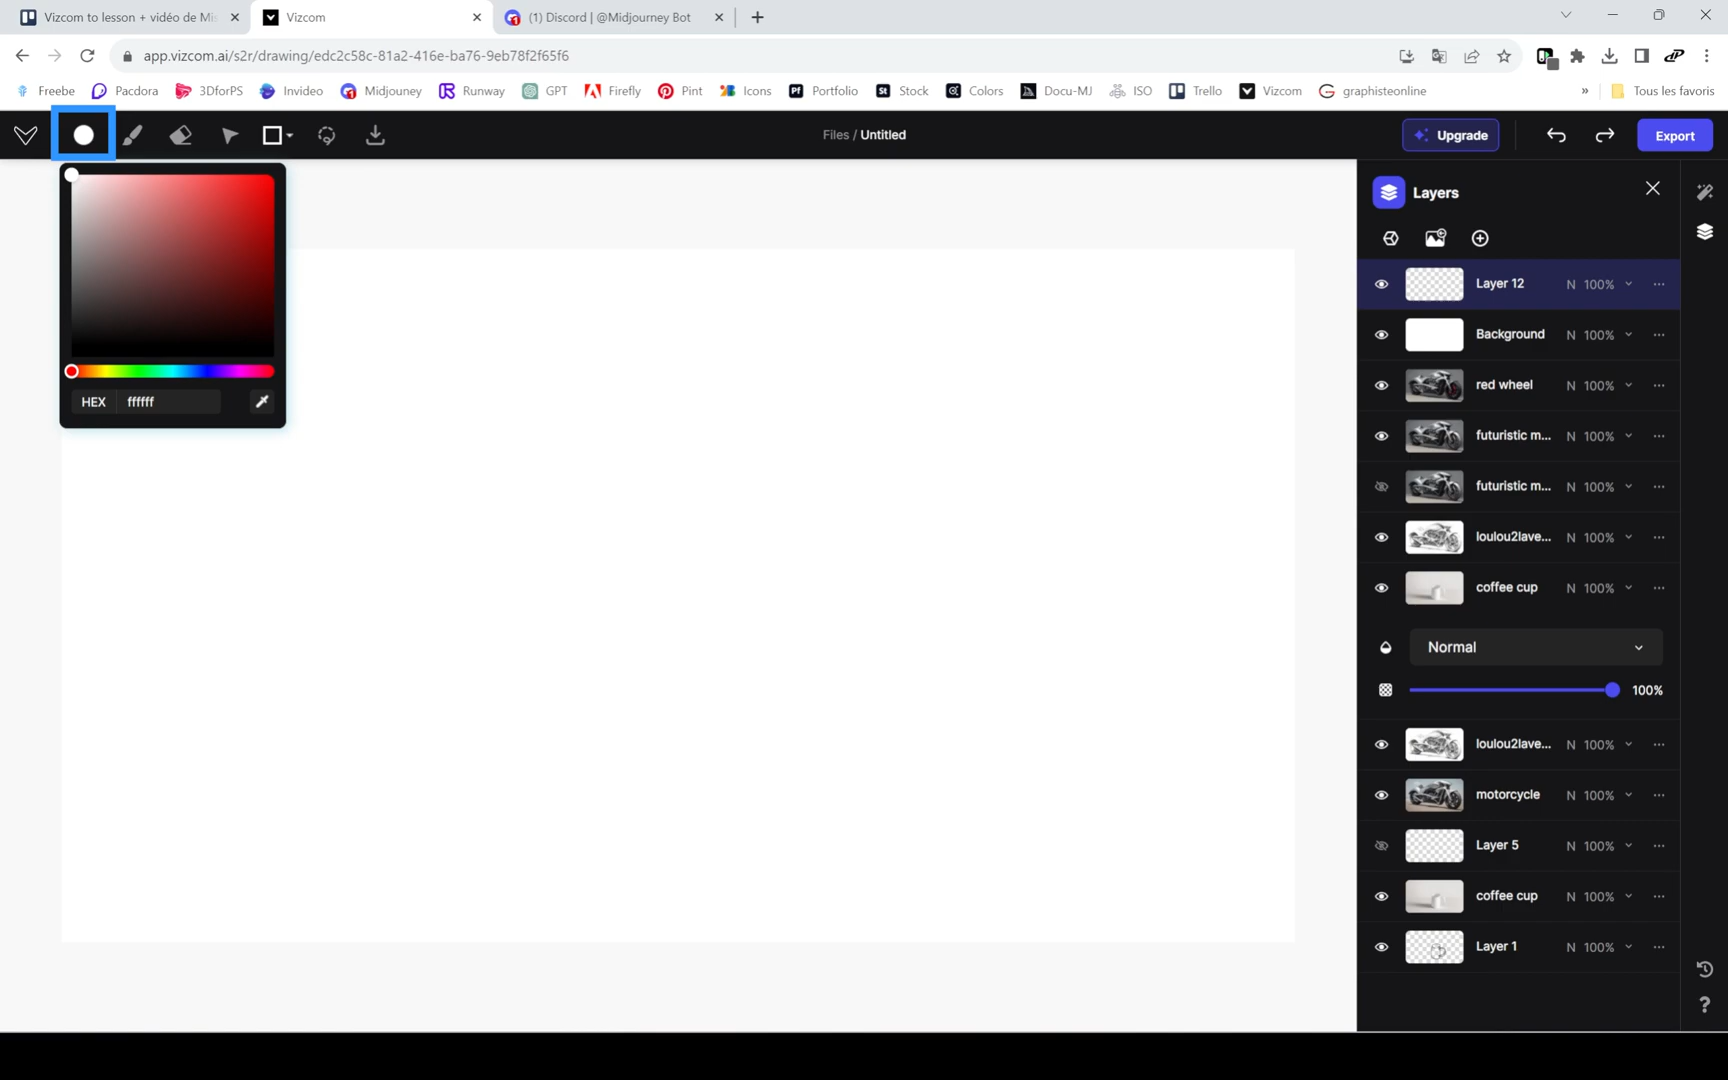 Vizcom to lesson + vidéo de Mi
Vizcom
(1) Discord | @Midjourney Bot
app.vizcom.ai/s2r/drawing/edc2c58c-81a2-416e-ba76-9eb78f2f65f6
Freebe
Pacdora
3DforPS
Invideo
Midjouney
Runway
GPT
Firefly
Pint
Icons
Portfolio
Stock
Colors
Docu-MJ
ISO
Trello
Vizcom
graphisteonline
»
Tous les favoris
Files / Untitled
Upgrade
Export
Layers
Layer 12 N 100%
Background N 100%
red wheel N 100%
futuristic m... N 100%
futuristic m... N 100%
loulou2lave... N 100%
coffee cup N 100%
Normal
100%
loulou2lave... N 100%
motorcycle N 100%
Layer 5 N 100%
coffee cup N 100%
Layer 1 N 100%
HEX ffffff